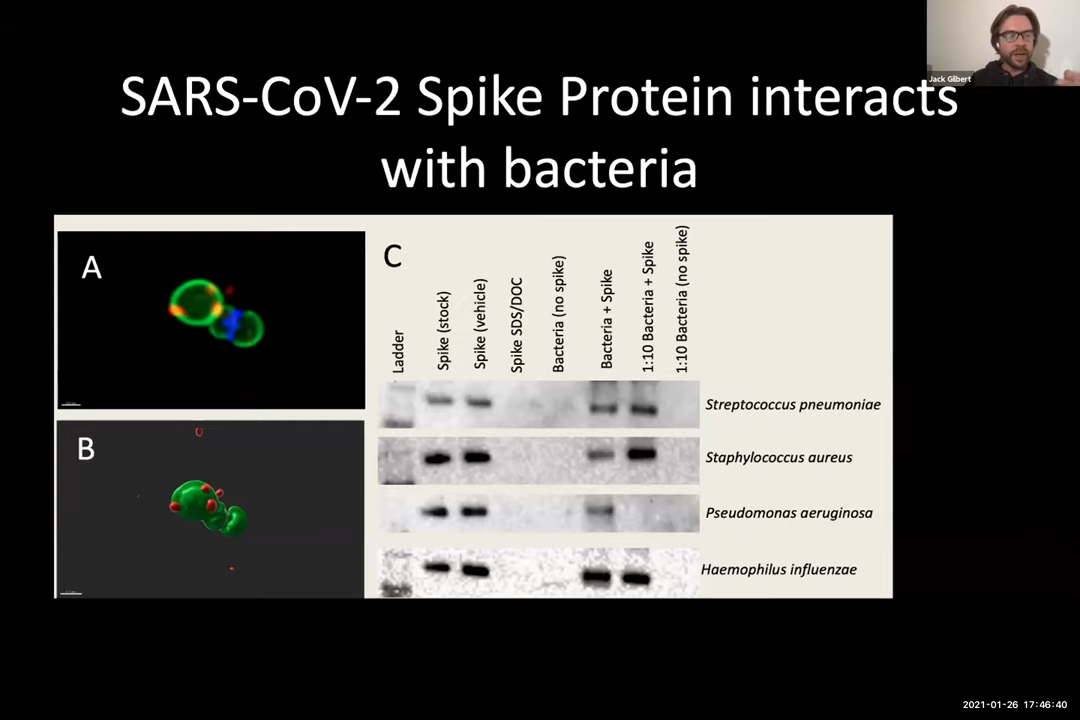 Jack Gilbert
SARS-CoV-2 Spike Protein interacts
with bacteria
A
B
C
Ladder
Spike (stock)
Spike (vehicle)
Spike SDS/DOC
Bacteria (no spike)
Bacteria + Spike
1:10 Bacteria + Spike
1:10 Bacteria (no spike)
Streptococcus pneumoniae
Staphylococcus aureus
Pseudomonas aeruginosa
Haemophilus influenzae
2021-01-26 17:46:40